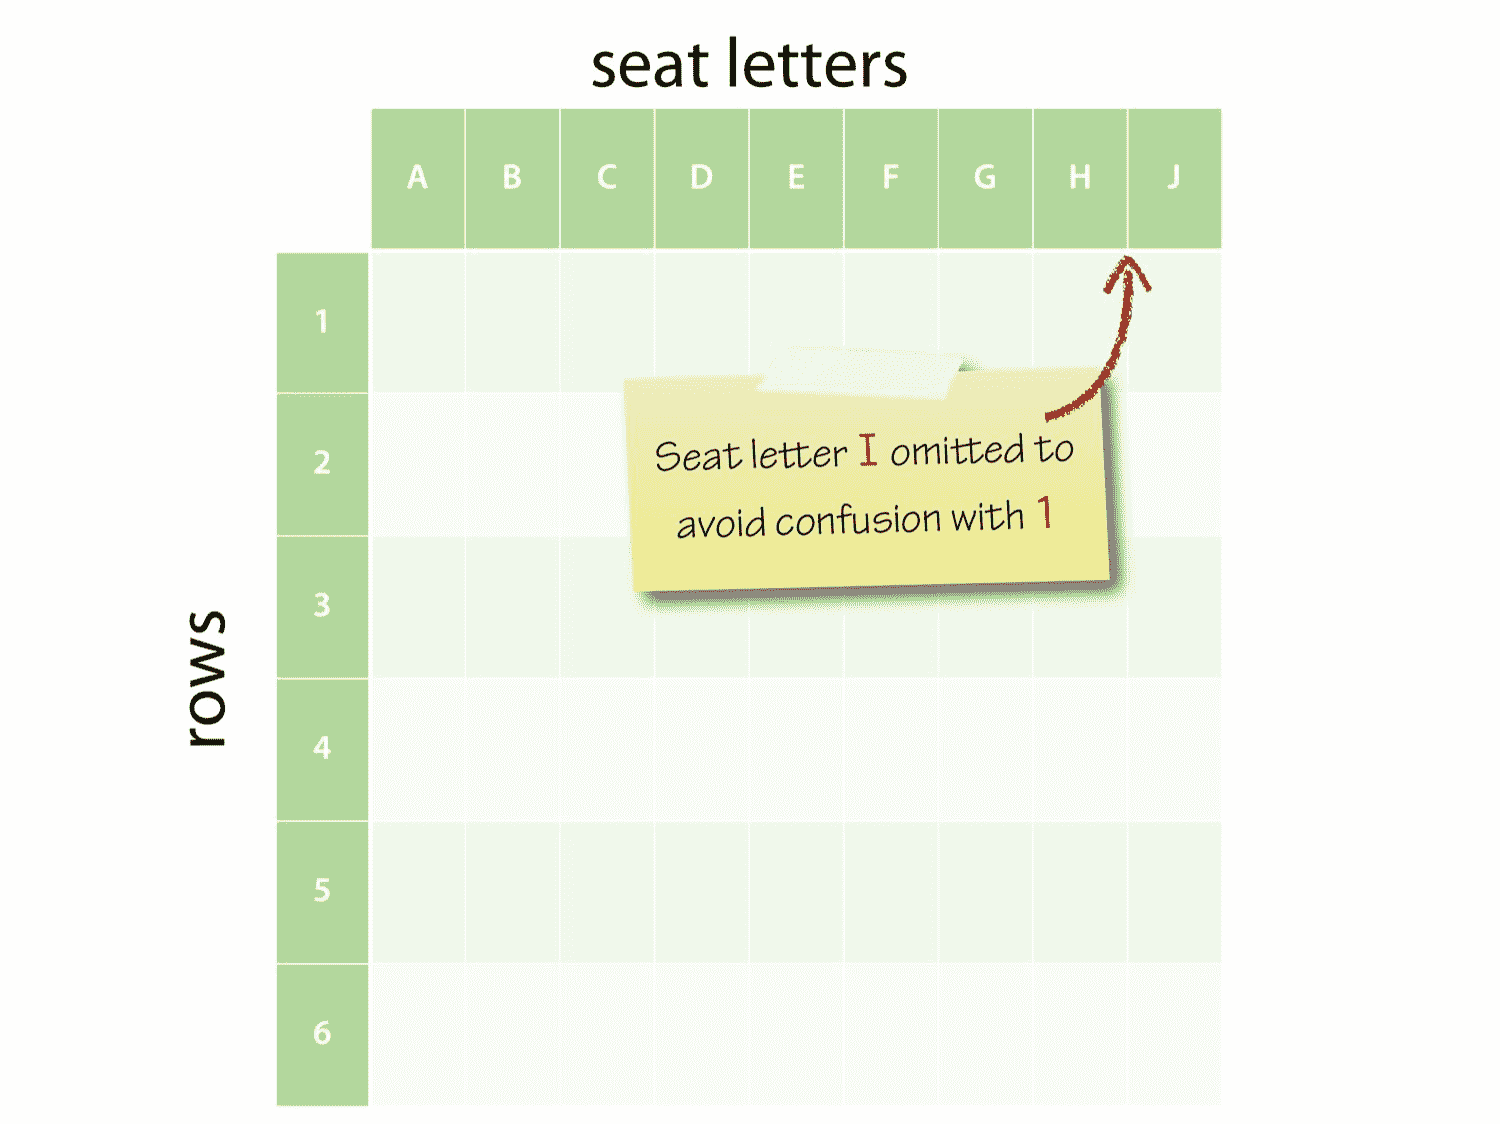 seat letters
A B C D E F G H J
1
Seat letter I omitted to
avoid confusion with 1
2
3
rows
4
5
6